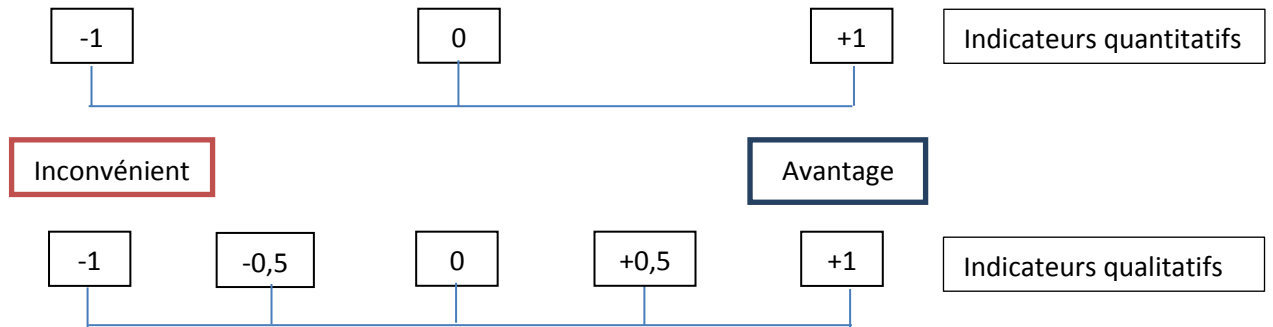 -1 0 +1 Indicateurs quantitatifs
Inconvénient Avantage
-1 -0,5 0 +0,5 +1 Indicateurs qualitatifs